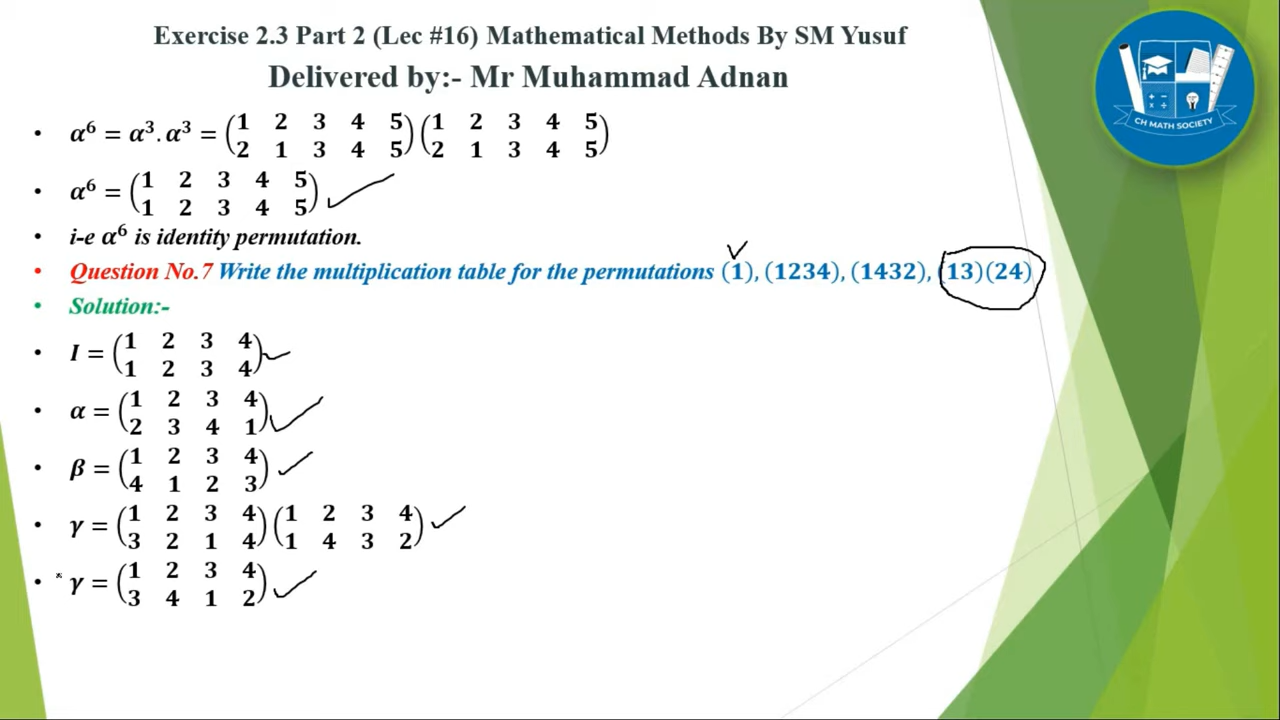 Exercise 2.3 Part 2 (Lec #16) Mathematical Methods By SM Yusuf
Delivered by:- Mr Muhammad Adnan
CH MATH SOCIETY
• α⁶ = α³. α³ = (1 2 3 4 5 / 2 1 3 4 5)(1 2 3 4 5 / 2 1 3 4 5)
• α⁶ = (1 2 3 4 5 / 1 2 3 4 5)
• i-e α⁶ is identity permutation.
• Question No.7 Write the multiplication table for the permutations (1), (1234), (1432), (13)(24)
• Solution:-
• I = (1 2 3 4 / 1 2 3 4)
• α = (1 2 3 4 / 2 3 4 1)
• β = (1 2 3 4 / 4 1 2 3)
• γ = (1 2 3 4 / 3 2 1 4)(1 2 3 4 / 1 4 3 2)
• γ = (1 2 3 4 / 3 4 1 2)